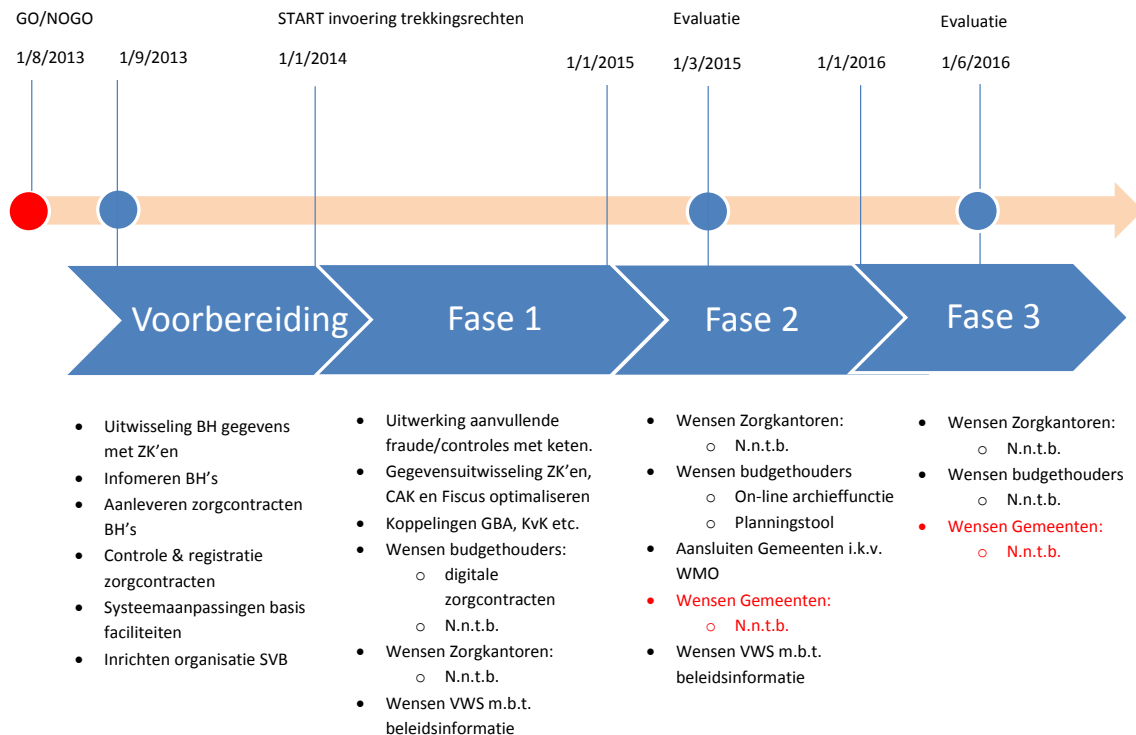 GO/NOGO
1/8/2013
1/9/2013
START invoering trekkingsrechten
1/1/2014
1/1/2015
Evaluatie
1/3/2015
1/1/2016
Evaluatie
1/6/2016
Voorbereiding
Fase 1
Fase 2
Fase 3
• Uitwisseling BH gegevens
met ZK'en
• Infomeren BH's
• Aanleveren zorgcontracten
BH's
• Controle & registratie
zorgcontracten
• Systeemaanpassingen basis
faciliteiten
• Inrichten organisatie SVB
• Uitwerking aanvullende
fraude/controles met keten.
• Gegevensuitwisseling ZK'en,
CAK en Fiscus optimaliseren
• Koppelingen GBA, KvK etc.
• Wensen budgethouders:
o digitale
zorgcontracten
o N.n.t.b.
• Wensen Zorgkantoren:
o N.n.t.b.
• Wensen VWS m.b.t.
beleidsinformatie
• Wensen Zorgkantoren:
o N.n.t.b.
• Wensen budgethouders
o On-line archieffunctie
o Planningstool
• Aansluiten Gemeenten i.k.v.
WMO
• Wensen Gemeenten:
o N.n.t.b.
• Wensen VWS m.b.t.
beleidsinformatie
• Wensen Zorgkantoren:
o N.n.t.b.
• Wensen budgethouders
o N.n.t.b.
• Wensen Gemeenten:
o N.n.t.b.